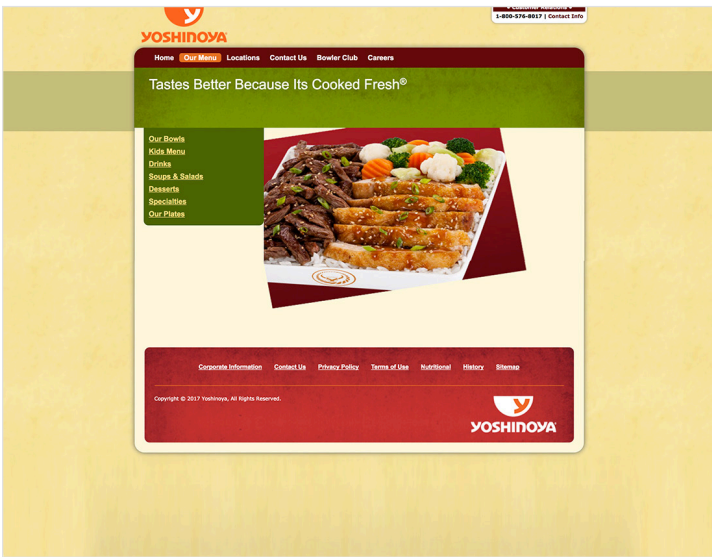 Customer Relations
1-800-576-8017 | Contact Info
YOSHINOYA
Home Our Menu Locations Contact Us Bowler Club Careers
Tastes Better Because Its Cooked Fresh®
Our Bowls
Kids Menu
Drinks
Soups & Salads
Desserts
Specialties
Our Plates
Corporate Information Contact Us Privacy Policy Terms of Use Nutritional History Sitemap
Copyright © 2017 Yoshinoya, All Rights Reserved.
YOSHINOYA